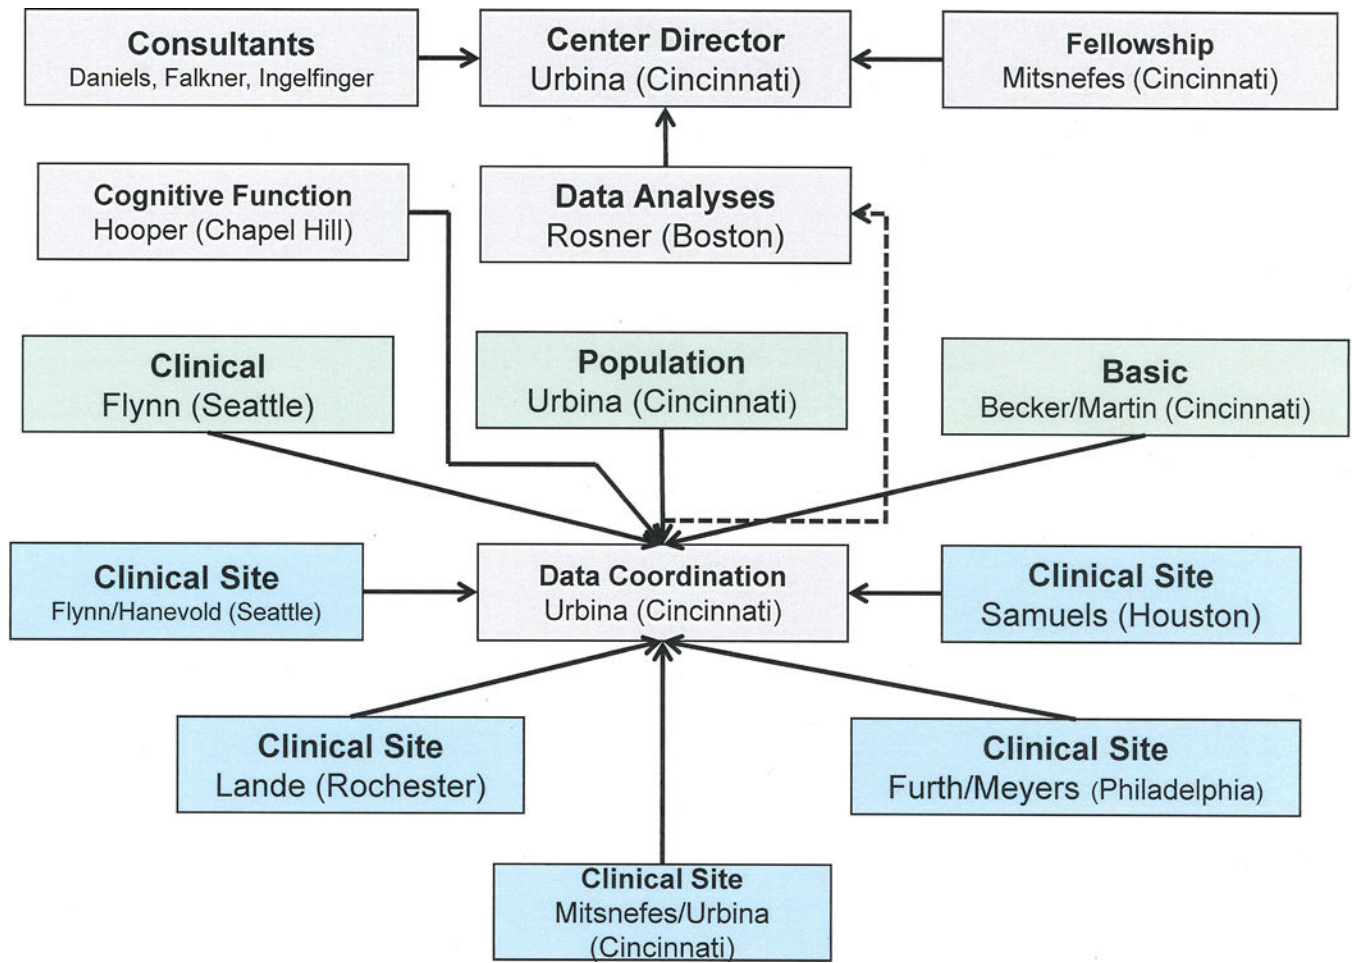 Consultants
Daniels, Falkner, Ingelfinger
Center Director
Urbina (Cincinnati)
Fellowship
Mitsnefes (Cincinnati)
Cognitive Function
Hooper (Chapel Hill)
Data Analyses
Rosner (Boston)
Clinical
Flynn (Seattle)
Population
Urbina (Cincinnati)
Basic
Becker/Martin (Cincinnati)
Clinical Site
Flynn/Hanevold (Seattle)
Data Coordination
Urbina (Cincinnati)
Clinical Site
Samuels (Houston)
Clinical Site
Lande (Rochester)
Clinical Site
Furth/Meyers (Philadelphia)
Clinical Site
Mitsnefes/Urbina
(Cincinnati)